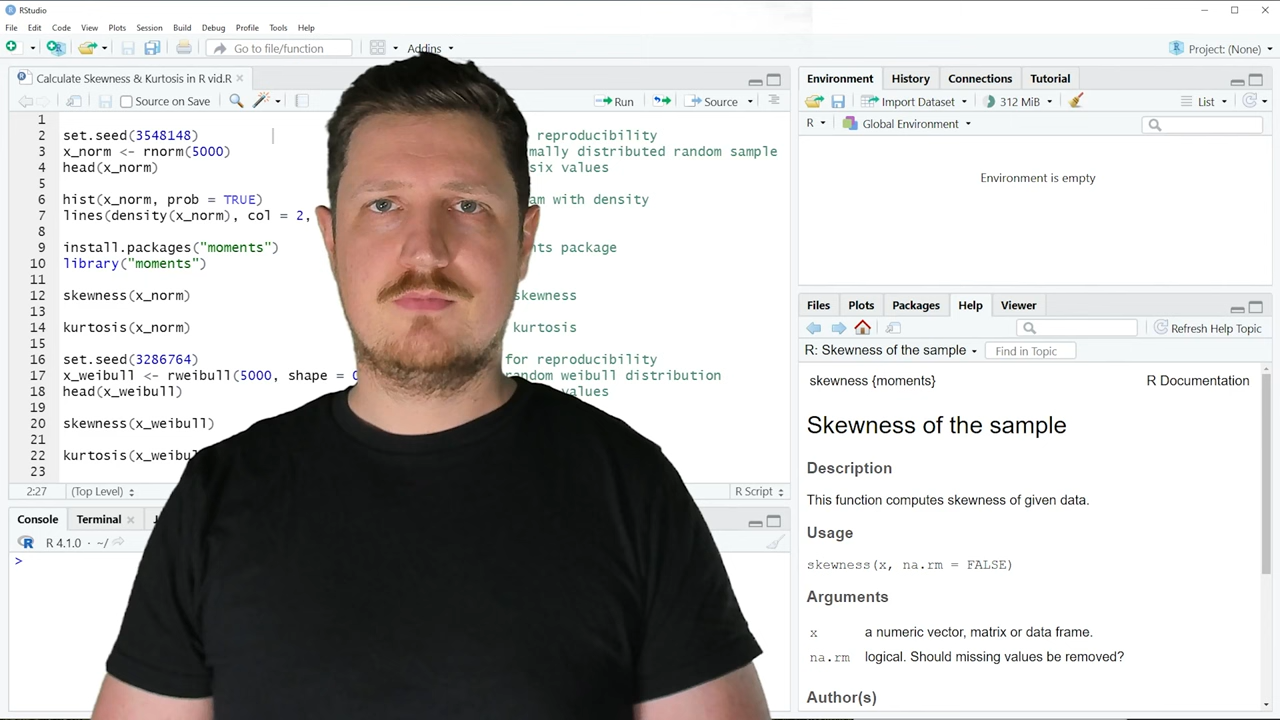 RStudio
File Edit Code View Plots Session Build Debug Profile Tools Help
Go to file/function Addins Project: (None)
Calculate Skewness & Kurtosis in R vid.R
Source on Save Run Source
1
2 set.seed(3548148) reproducibility
3 x_norm <- rnorm(5000) mally distributed random sample
4 head(x_norm) six values
5
6 hist(x_norm, prob = TRUE) am with density
7 lines(density(x_norm), col = 2,
8
9 install.packages("moments") nts package
10 library("moments")
11
12 skewness(x_norm) skewness
13
14 kurtosis(x_norm) kurtosis
15
16 set.seed(3286764) for reproducibility
17 x_weibull <- rweibull(5000, shape = random weibull distribution
18 head(x_weibull) values
19
20 skewness(x_weibull)
21
22 kurtosis(x_weibu
23
2:27 (Top Level) R Script
Console Terminal
R 4.1.0 · ~/
>
Environment History Connections Tutorial
Import Dataset 312 MiB List
R Global Environment
Environment is empty
Files Plots Packages Help Viewer
Refresh Help Topic
R: Skewness of the sample Find in Topic
skewness {moments} R Documentation
Skewness of the sample
Description
This function computes skewness of given data.
Usage
skewness(x, na.rm = FALSE)
Arguments
x a numeric vector, matrix or data frame.
na.rm logical. Should missing values be removed?
Author(s)